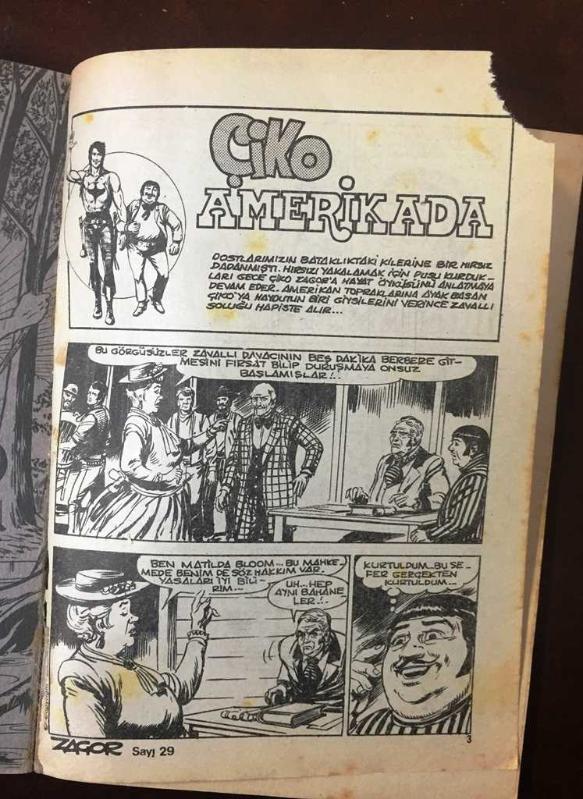 ÇİKO
AMERİKADA
DOSTLARIMIZIN BATAKLIKTAKİ KİLERİNE BİR HIRSIZ
DADANMIŞTI. HIRSIZI YAKALAMAK İÇİN PUSU KURDUK-
LARI GECE ÇİKO ZAGOR'A HAYAT ÖYKÜSÜNÜ ANLATMAYA
DEVAM EDER. AMERİKAN TOPRAKLARINA AYAK BASAN
ÇİKO'YA HAYDUTUN BİRİ GİYSİLERİNİ VERİNCE ZAVALLI
SOLUĞU HAPİSTE ALIR...
BU GÖRGÜSÜZLER ZAVALLI DAVACININ BEŞ DAKİKA BERBERE GİT-
MESİNİ FIRSAT BİLİP DURUŞMAYA ONSUZ
BAŞLAMIŞLAR!..
BEN MATILDA BLOOM... BU MAHKE-
MEDE BENİM DE SÖZ HAKKIM VAR.
YASALARI İYİ BİLİ-
RİM...
UH... HEP
AYNI BAHANE
LER!..
KURTULDUM... BU SE-
FER GERÇEKTEN
KURTULDUM...
ZAGOR Sayı 29
3